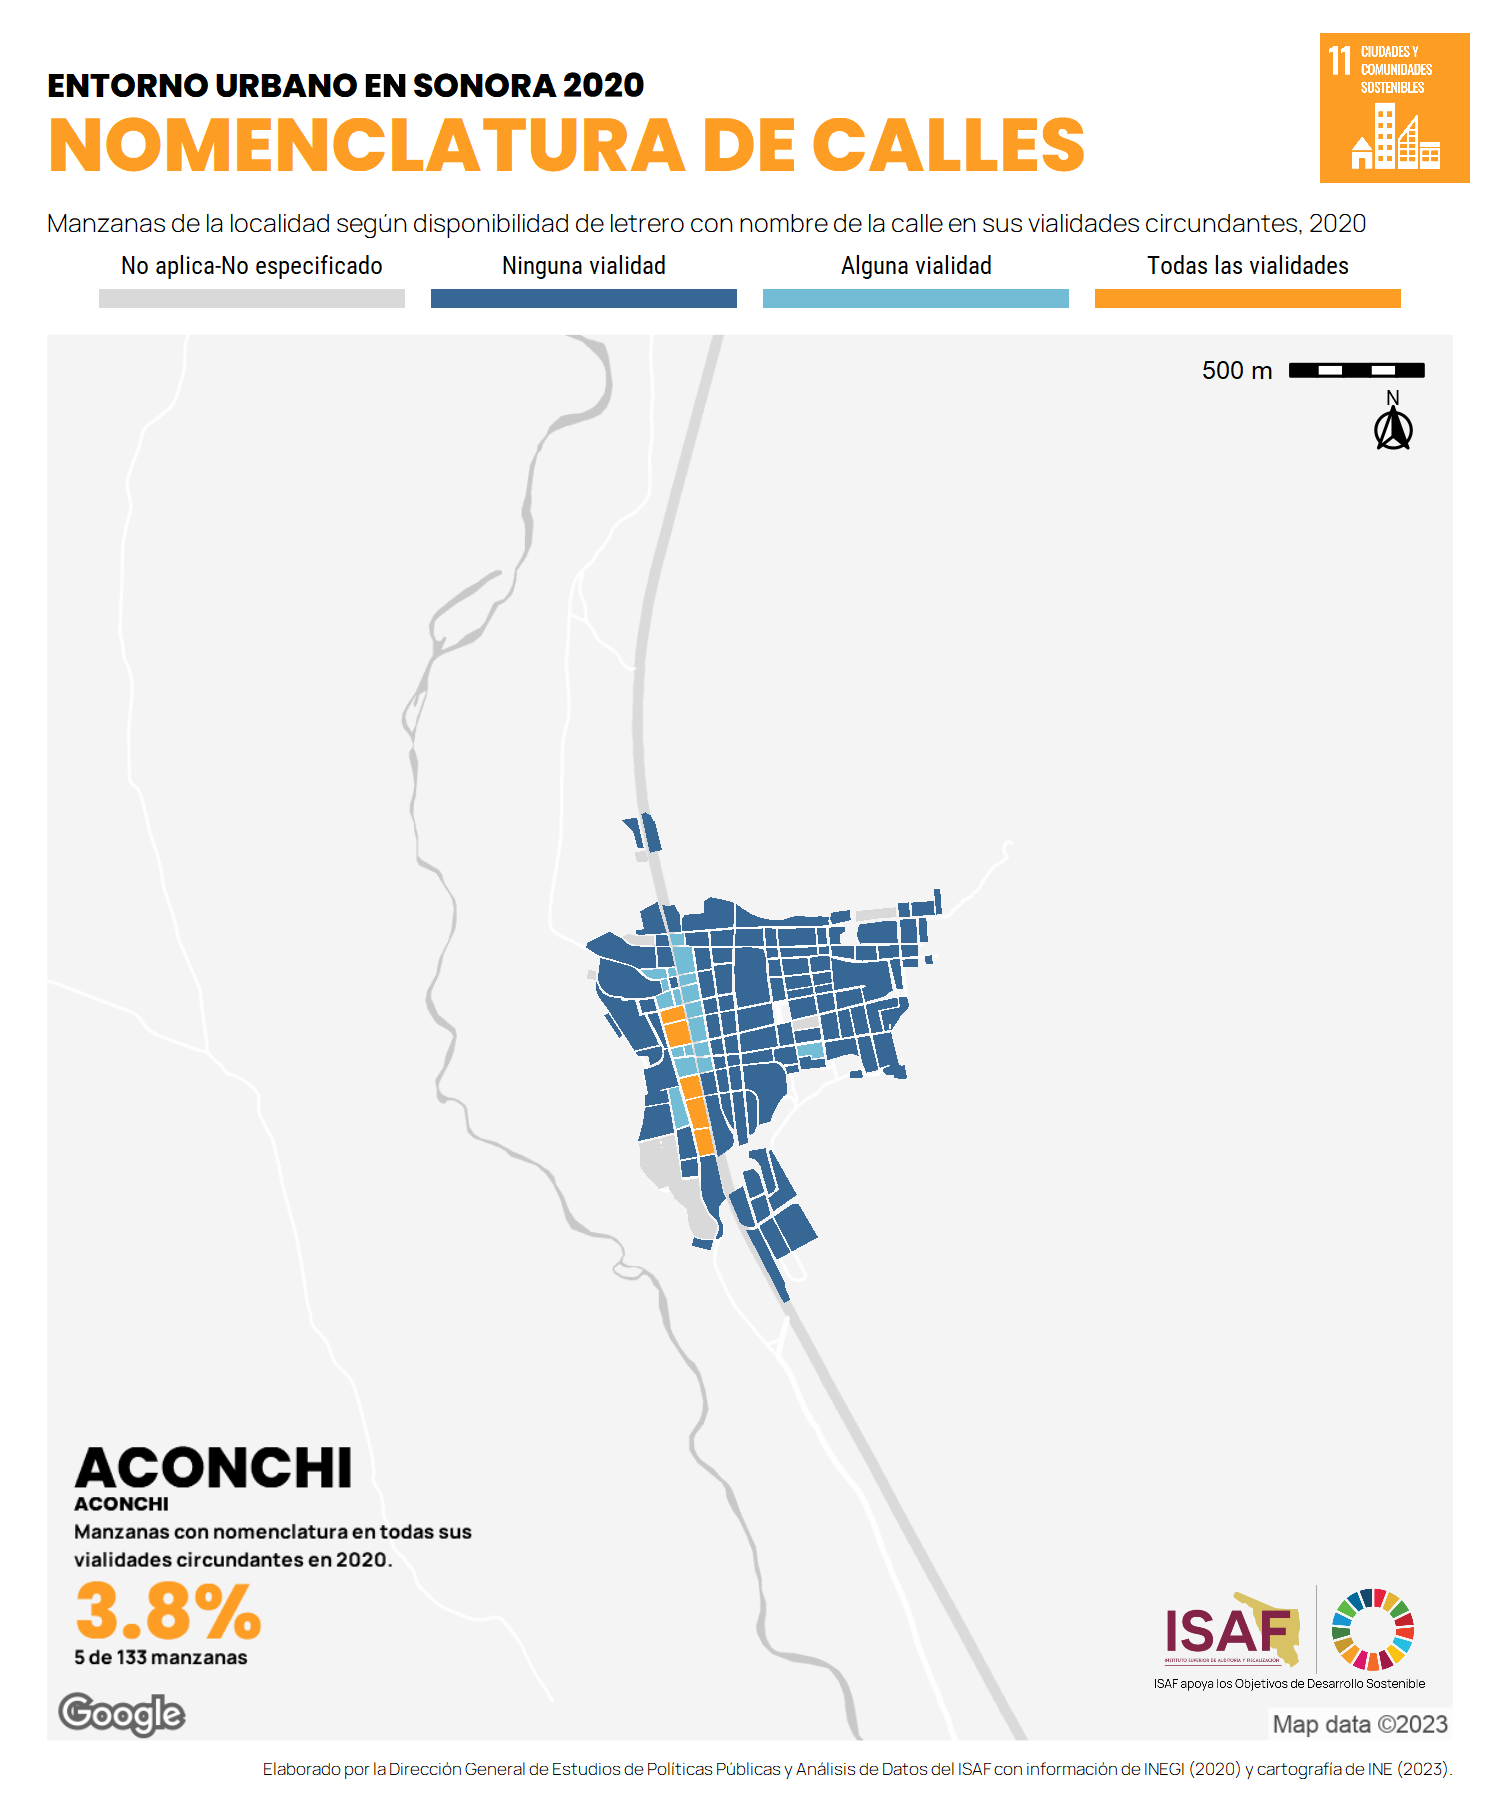 ENTORNO URBANO EN SONORA 2020
NOMENCLATURA DE CALLES
11 CIUDADES Y
COMUNIDADES
SOSTENIBLES
Manzanas de la localidad según disponibilidad de letrero con nombre de la calle en sus vialidades circundantes, 2020
No aplica-No especificado Ninguna vialidad Alguna vialidad Todas las vialidades
500 m
N
ACONCHI
ACONCHI
Manzanas con nomenclatura en todas sus
vialidades circundantes en 2020.
3.8%
5 de 133 manzanas
ISAF
INSTITUTO SUPERIOR DE AUDITORÍA Y FISCALIZACIÓN
ISAF apoya los Objetivos de Desarrollo Sostenible
Google
Map data ©2023
Elaborado por la Dirección General de Estudios de Políticas Públicas y Análisis de Datos del ISAF con información de INEGI (2020) y cartografía de INE (2023).